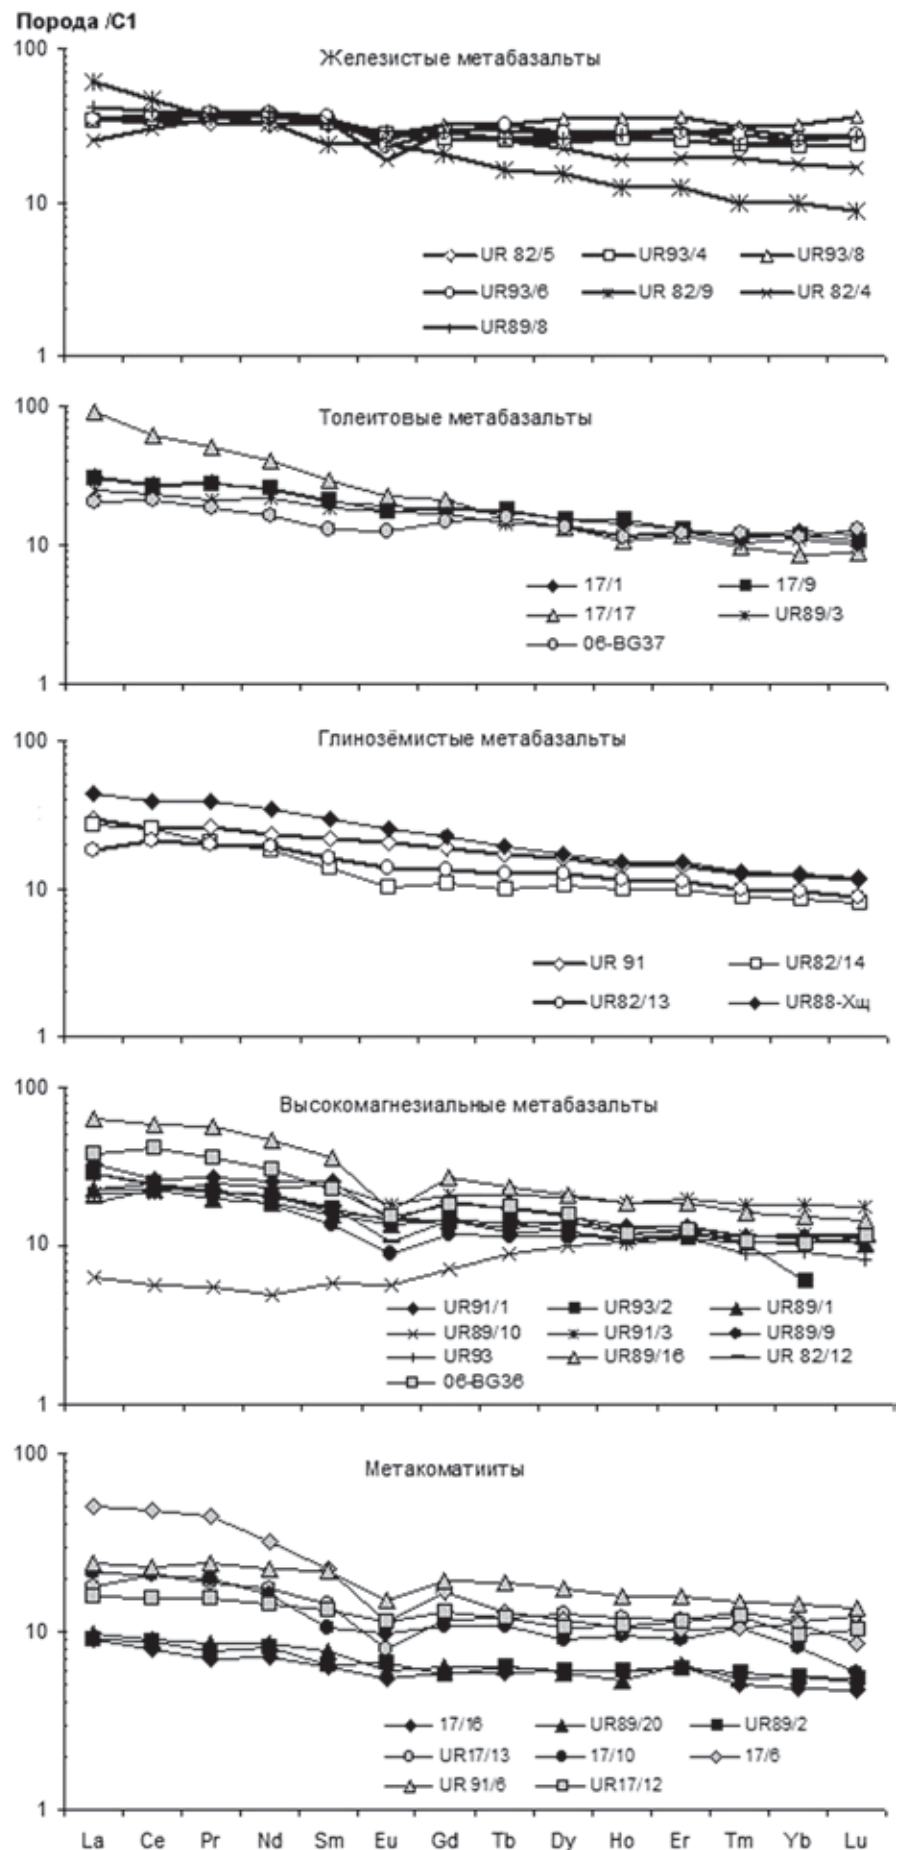 Порода /С1
100
Железистые метабазальты
10
UR 82/5 UR93/4 UR93/8
UR93/6 UR 82/9 UR 82/4
UR89/8
1
100
Толеитовые метабазальты
10
17/1 17/9
17/17 UR89/3
06-BG37
1
100
Глинозёмистые метабазальты
10
UR 91 UR82/14
UR82/13 UR88-Хщ
1
100
Высокомагнезиальные метабазальты
10
UR91/1 UR93/2 UR89/1
UR89/10 UR91/3 UR89/9
UR93 UR89/16 UR 82/12
06-BG36
1
100
Метакоматииты
10
17/16 UR89/20 UR89/2
UR17/13 17/10 17/6
UR 91/6 UR17/12
1
La Ce Pr Nd Sm Eu Gd Tb Dy Ho Er Tm Yb Lu